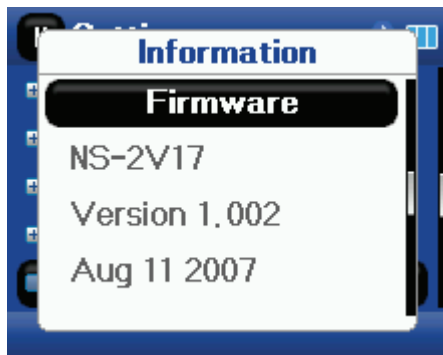 Information
Firmware
NS-2V17
Version 1.002
Aug 11 2007